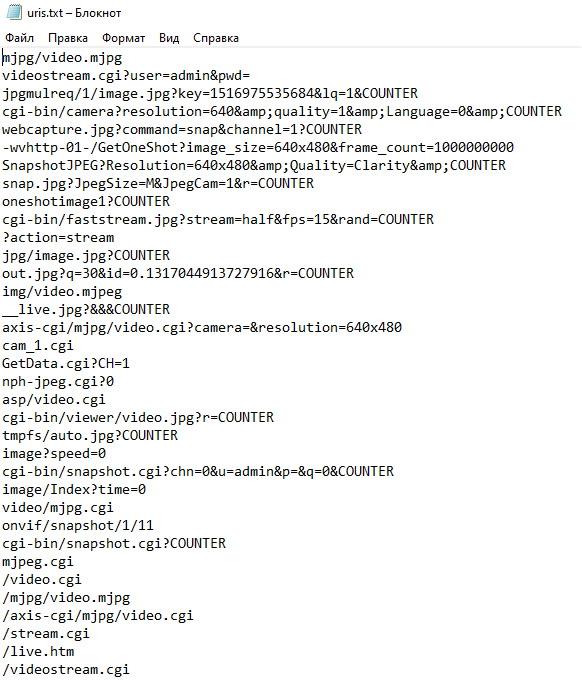 uris.txt – Блокнот
Файл Правка Формат Вид Справка
mjpg/video.mjpg
videostream.cgi?user=admin&pwd=
jpgmulreq/1/image.jpg?key=1516975535684&lq=1&COUNTER
cgi-bin/camera?resolution=640&amp;quality=1&amp;Language=0&amp;COUNTER
webcapture.jpg?command=snap&channel=1?COUNTER
-wvhttp-01-/GetOneShot?image_size=640x480&frame_count=1000000000
SnapshotJPEG?Resolution=640x480&amp;Quality=Clarity&amp;COUNTER
snap.jpg?JpegSize=M&JpegCam=1&r=COUNTER
oneshotimage1?COUNTER
cgi-bin/faststream.jpg?stream=half&fps=15&rand=COUNTER
?action=stream
jpg/image.jpg?COUNTER
out.jpg?q=30&id=0.1317044913727916&r=COUNTER
img/video.mjpeg
__live.jpg?&&&COUNTER
axis-cgi/mjpg/video.cgi?camera=&resolution=640x480
cam_1.cgi
GetData.cgi?CH=1
nph-jpeg.cgi?0
asp/video.cgi
cgi-bin/viewer/video.jpg?r=COUNTER
tmpfs/auto.jpg?COUNTER
image?speed=0
cgi-bin/snapshot.cgi?chn=0&u=admin&p=&q=0&COUNTER
image/Index?time=0
video/mjpg.cgi
onvif/snapshot/1/11
cgi-bin/snapshot.cgi?COUNTER
mjpeg.cgi
/video.cgi
/mjpg/video.mjpg
/axis-cgi/mjpg/video.cgi
/stream.cgi
/live.htm
/videostream.cgi